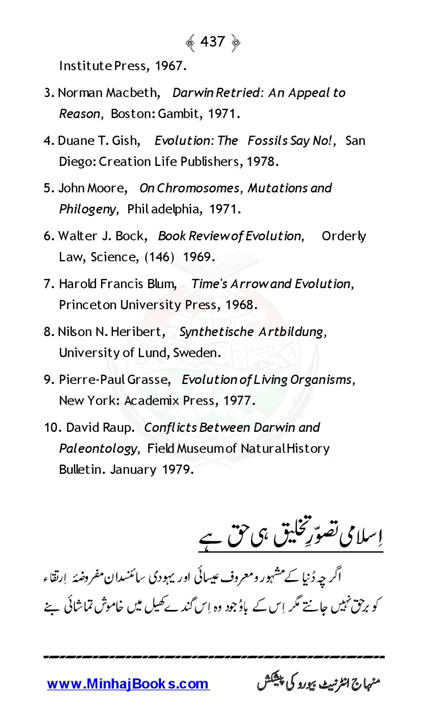 437
Institute Press, 1967.
3. Norman Macbeth, Darwin Retried: An Appeal to
Reason, Boston: Gambit, 1971.
4. Duane T. Gish, Evolution: The Fossils Say No!, San
Diego: Creation Life Publishers, 1978.
5. John Moore, On Chromosomes, Mutations and
Philogeny, Philadelphia, 1971.
6. Walter J. Bock, Book Review of Evolution, Orderly
Law, Science, (146) 1969.
7. Harold Francis Blum, Time's Arrow and Evolution,
Princeton University Press, 1968.
8. Nilson N. Heribert, Synthetische Artbildung,
University of Lund, Sweden.
9. Pierre-Paul Grasse, Evolution of Living Organisms,
New York: Academix Press, 1977.
10. David Raup. Conflicts Between Darwin and
Paleontology, Field Museum of Natural History
Bulletin. January 1979.
اِسلامی تصوّرِ تخلیق ہی حق ہے
اگرچہ دُنیا کے مشہور و معروف عیسائی اور یہودی سائنسدان مفروضۂ اِرتقاء
کو برحق نہیں جانتے مگر اِس کے باوُجود وہ اِس گندے کھیل میں خاموش تماشائی بنے
منہاج انٹرنیٹ بیورو کی پیشکش
www.MinhajBooks.com